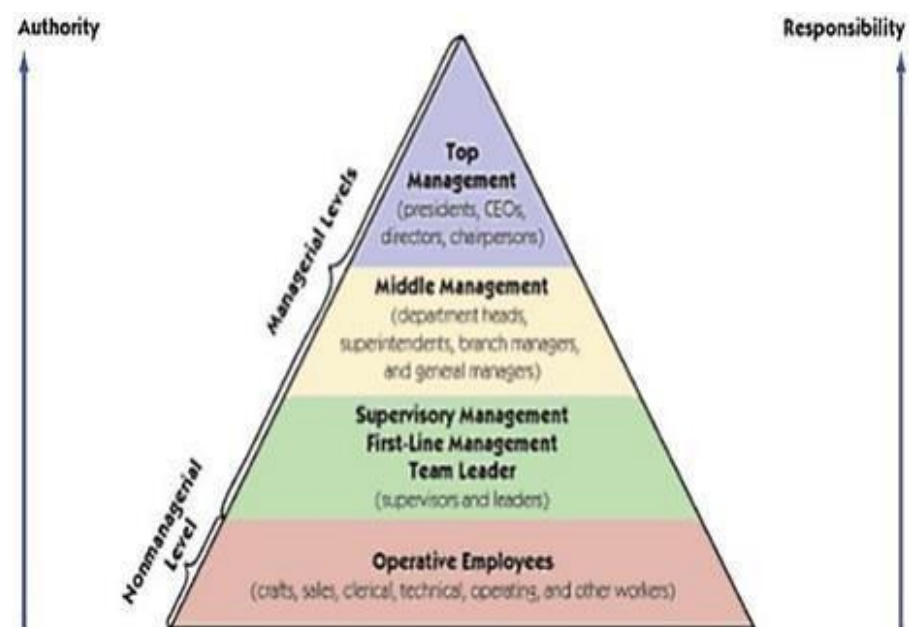 Authority
Responsibility
Managerial Levels
Top
Management
(presidents, CEOs,
directors, chairpersons)
Middle Management
(department heads,
superintendents, branch managers,
and general managers)
Supervisory Management
First-Line Management
Team Leader
(supervisors and leaders)
Nonmanagerial
Level
Operative Employees
(crafts, sales, clerical, technical, operating, and other workers)